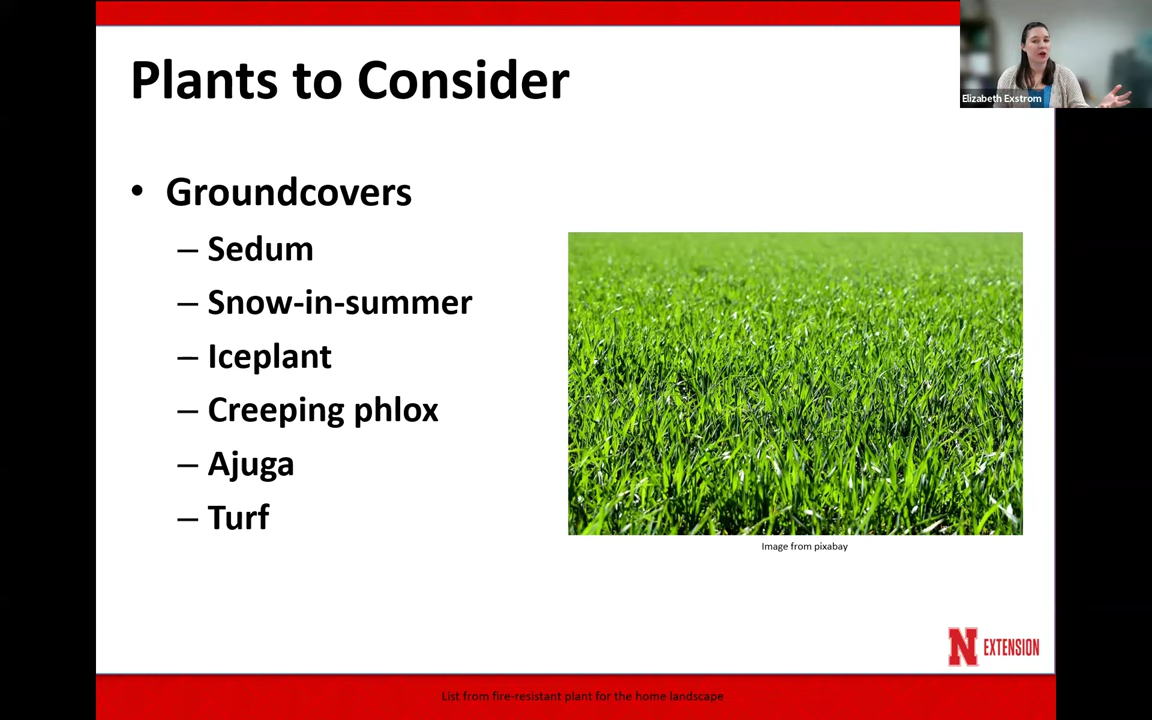 Plants to Consider
Elizabeth Exstrom
• Groundcovers
– Sedum
– Snow-in-summer
– Iceplant
– Creeping phlox
– Ajuga
– Turf
Image from pixabay
N EXTENSION
List from fire-resistant plant for the home landscape